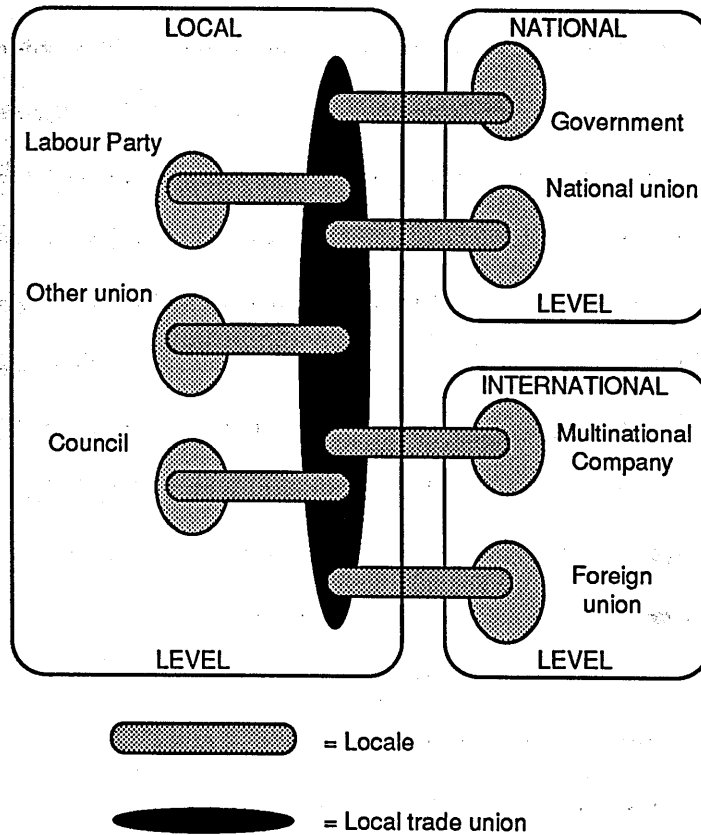 LOCAL
Labour Party
Other union
Council
LEVEL
NATIONAL
Government
National union
LEVEL
INTERNATIONAL
Multinational
Company
Foreign
union
LEVEL
= Locale
= Local trade union